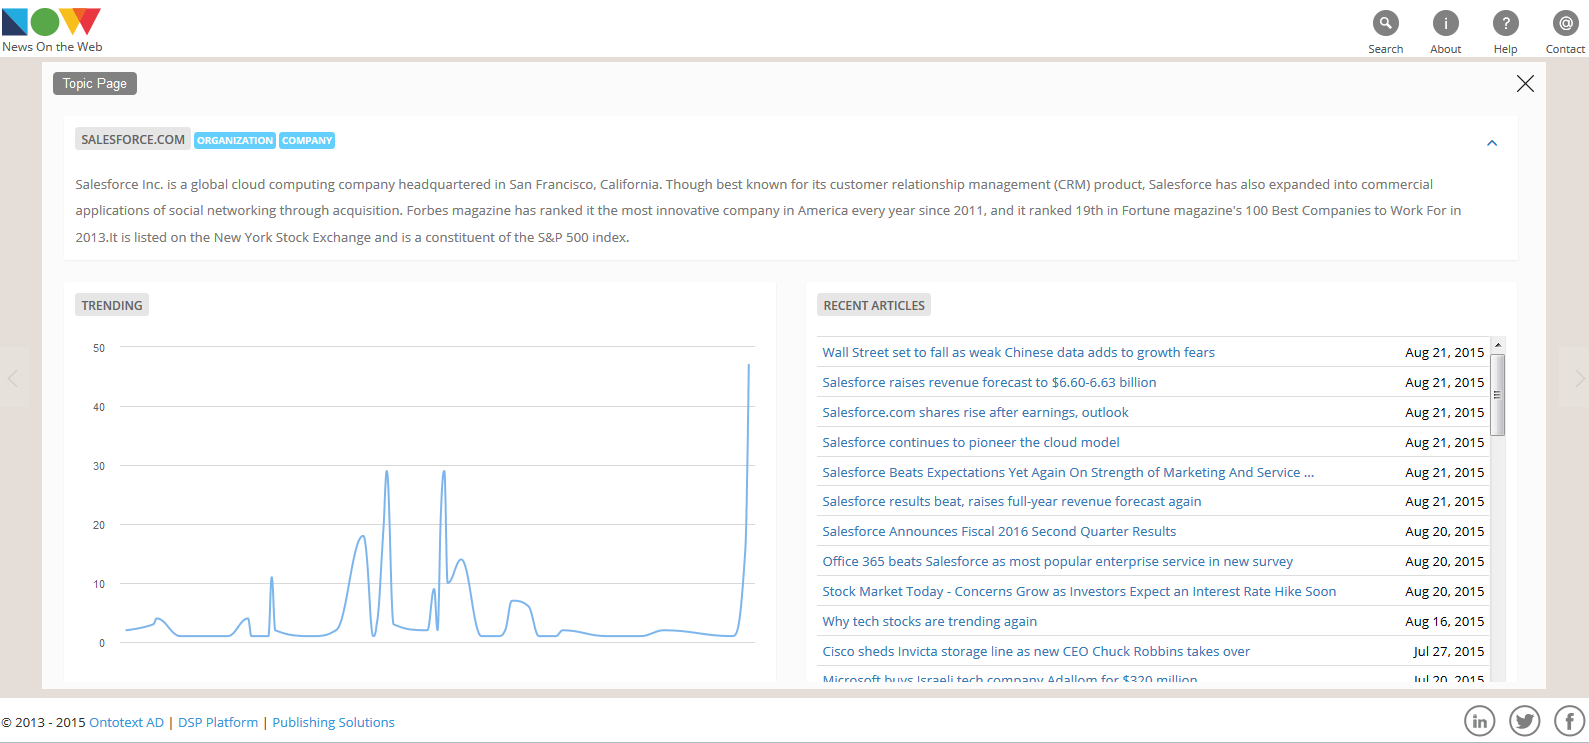 NOW
News On the Web
Search
About
Help
Contact
Topic Page
SALESFORCE.COM ORGANIZATION COMPANY
Salesforce Inc. is a global cloud computing company headquartered in San Francisco, California. Though best known for its customer relationship management (CRM) product, Salesforce has also expanded into commercial
applications of social networking through acquisition. Forbes magazine has ranked it the most innovative company in America every year since 2011, and it ranked 19th in Fortune magazine's 100 Best Companies to Work For in
2013.It is listed on the New York Stock Exchange and is a constituent of the S&P 500 index.
TRENDING
50
40
30
20
10
0
RECENT ARTICLES
Wall Street set to fall as weak Chinese data adds to growth fears Aug 21, 2015
Salesforce raises revenue forecast to $6.60-6.63 billion Aug 21, 2015
Salesforce.com shares rise after earnings, outlook Aug 21, 2015
Salesforce continues to pioneer the cloud model Aug 21, 2015
Salesforce Beats Expectations Yet Again On Strength of Marketing And Service ... Aug 21, 2015
Salesforce results beat, raises full-year revenue forecast again Aug 21, 2015
Salesforce Announces Fiscal 2016 Second Quarter Results Aug 20, 2015
Office 365 beats Salesforce as most popular enterprise service in new survey Aug 20, 2015
Stock Market Today - Concerns Grow as Investors Expect an Interest Rate Hike Soon Aug 20, 2015
Why tech stocks are trending again Aug 16, 2015
Cisco sheds Invicta storage line as new CEO Chuck Robbins takes over Jul 27, 2015
Microsoft buys Israeli tech company Adallom for $320 million Jul 20, 2015
© 2013 - 2015 Ontotext AD | DSP Platform | Publishing Solutions